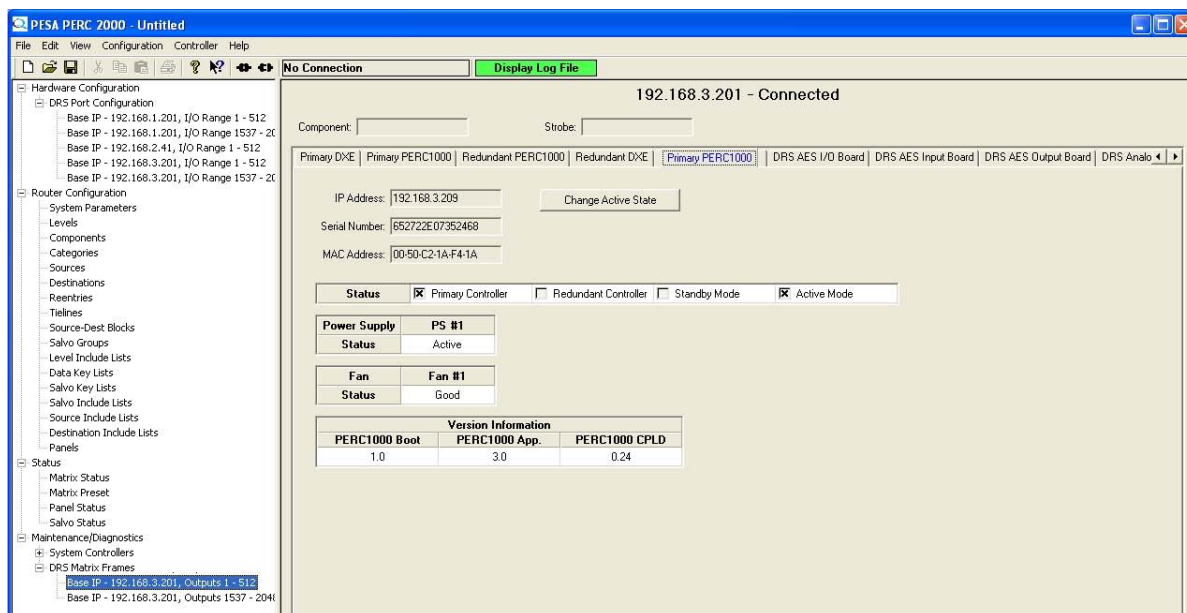 PESA PERC 2000 - Untitled
File Edit View Configuration Controller Help
No Connection
Display Log File
Hardware Configuration
DRS Port Configuration
Base IP - 192.168.1.201, I/O Range 1 - 512
Base IP - 192.168.1.201, I/O Range 1537 - 20
Base IP - 192.168.2.41, I/O Range 1 - 512
Base IP - 192.168.3.201, I/O Range 1 - 512
Base IP - 192.168.3.201, I/O Range 1537 - 20
Router Configuration
System Parameters
Levels
Components
Categories
Sources
Destinations
Reentries
Tielines
Source-Dest Blocks
Salvo Groups
Level Include Lists
Data Key Lists
Salvo Key Lists
Salvo Include Lists
Source Include Lists
Destination Include Lists
Panels
Status
Matrix Status
Matrix Preset
Panel Status
Salvo Status
Maintenance/Diagnostics
System Controllers
DRS Matrix Frames
Base IP - 192.168.3.201, Outputs 1 - 512
Base IP - 192.168.3.201, Outputs 1537 - 2048
192.168.3.201 - Connected
Component: Strobe:
Primary DXE Primary PERC1000 Redundant PERC1000 Redundant DXE Primary PERC1000 DRS AES I/O Board DRS AES Input Board DRS AES Output Board DRS Analo
IP Address: 192.168.3.209 Change Active State
Serial Number: 652722E07352468
MAC Address: 00-50-C2-1A-F4-1A
Status Primary Controller Redundant Controller Standby Mode Active Mode
Power Supply PS #1
Status Active
Fan Fan #1
Status Good
Version Information
PERC1000 Boot PERC1000 App. PERC1000 CPLD
1.0 3.0 0.24